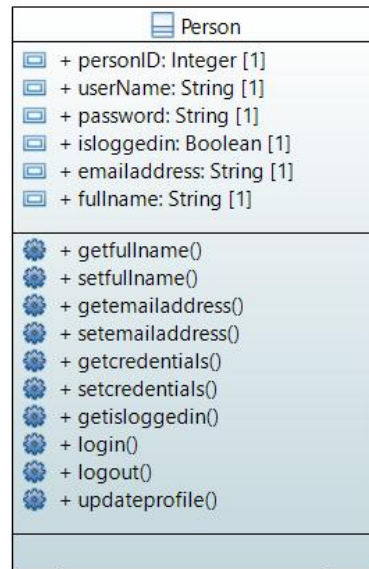 Person
+ personID: Integer [1]
+ userName: String [1]
+ password: String [1]
+ isloggedin: Boolean [1]
+ emailaddress: String [1]
+ fullname: String [1]
+ getfullname()
+ setfullname()
+ getemailaddress()
+ setemailaddress()
+ getcredentials()
+ setcredentials()
+ getisloggedin()
+ login()
+ logout()
+ updateprofile()